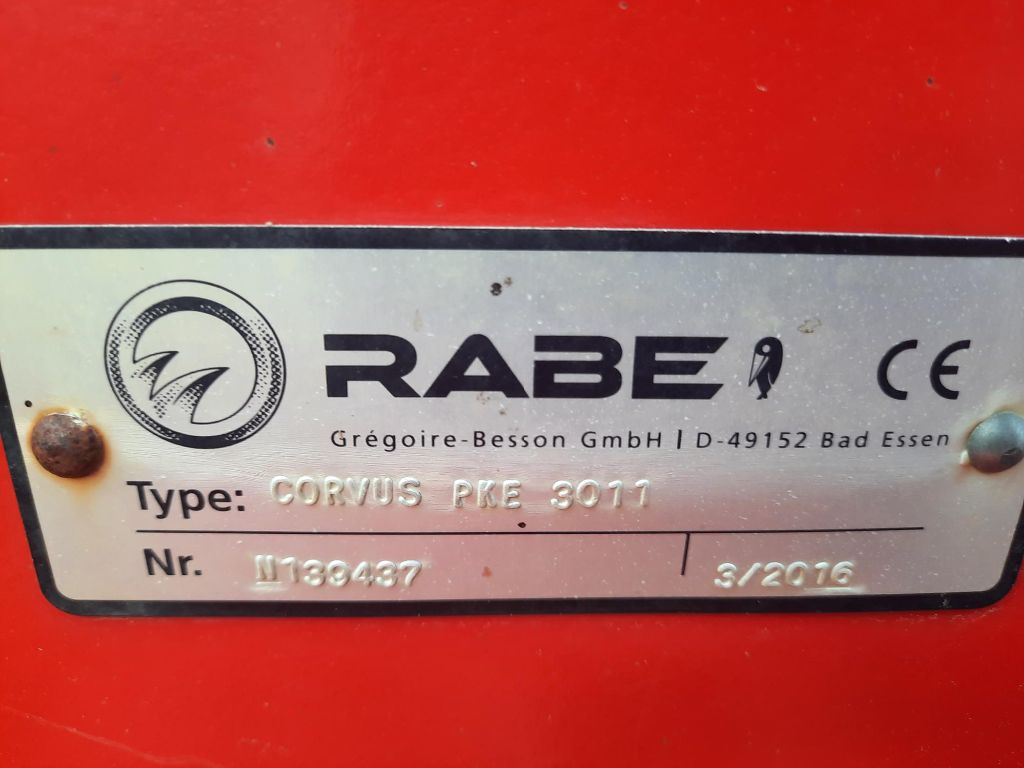 RABE CE
Grégoire-Besson GmbH | D-49152 Bad Essen
Type: CORVUS PKE 3011
Nr. N139437 3/2016